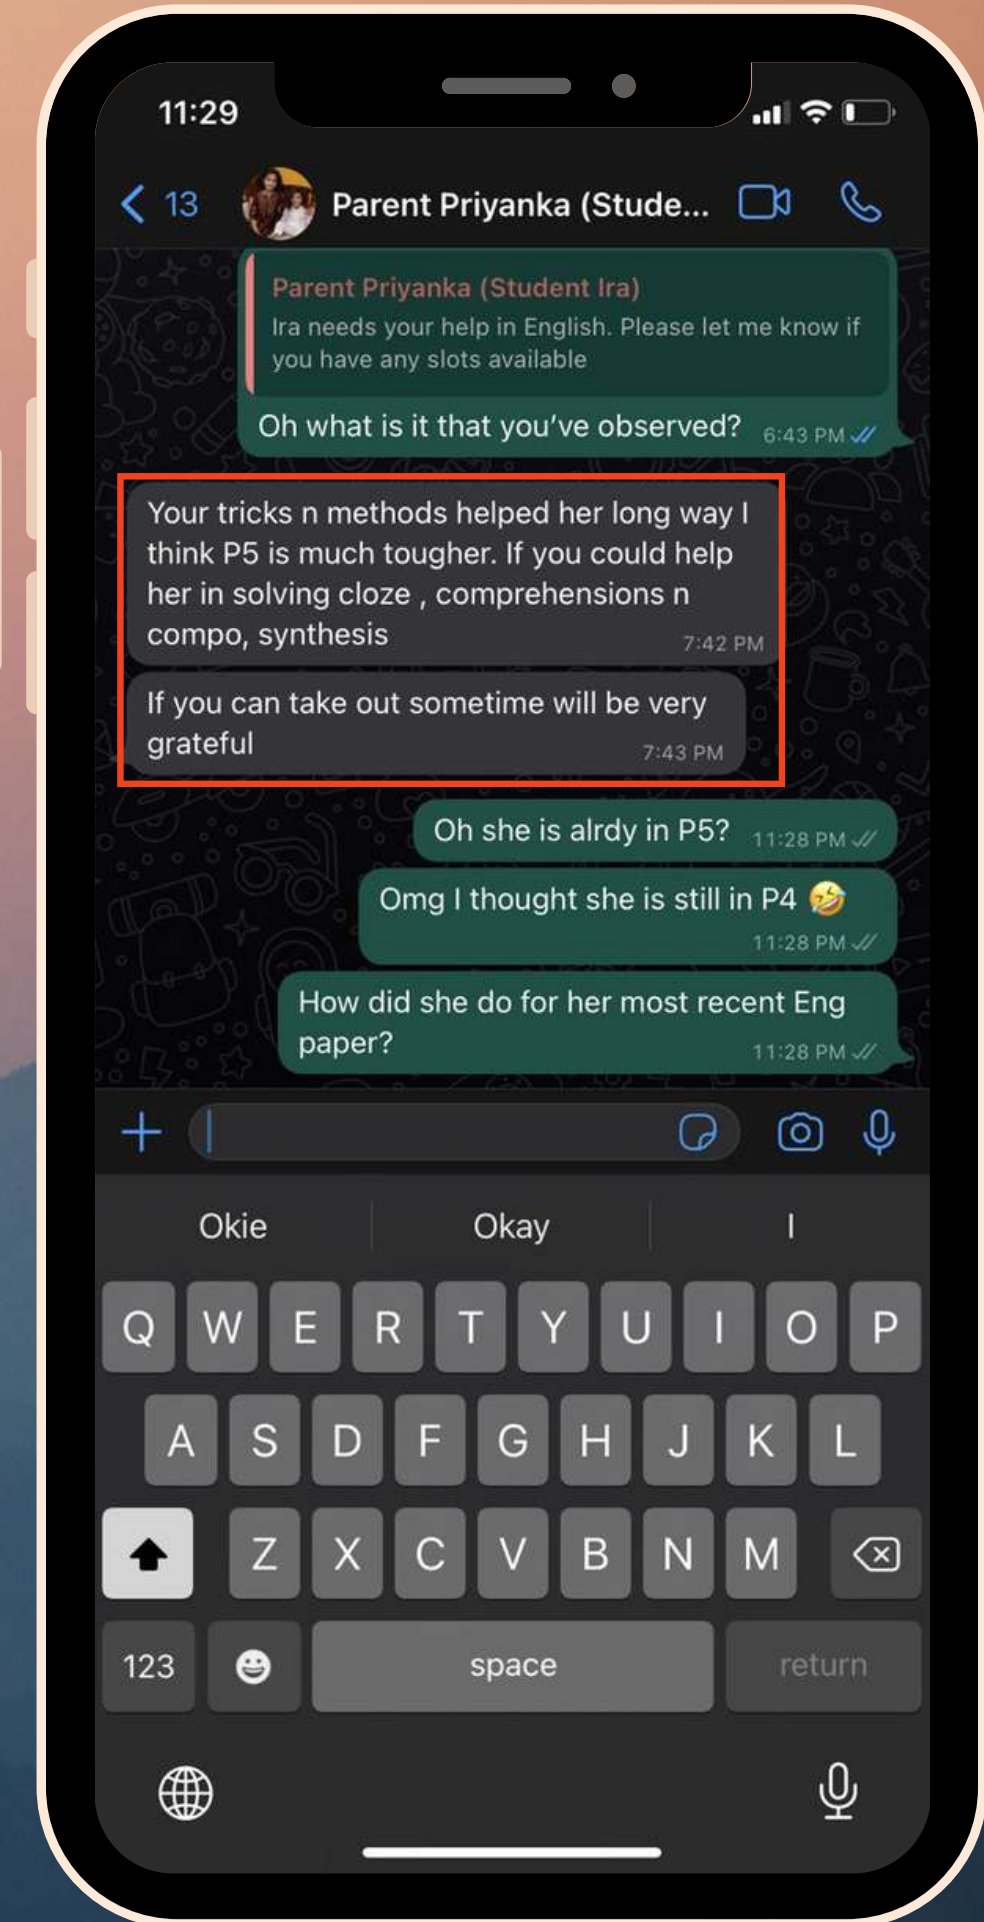 11:29
13
Parent Priyanka (Stude...
Parent Priyanka (Student Ira)
Ira needs your help in English. Please let me know if
you have any slots available
Oh what is it that you've observed?
6:43 PM
Your tricks n methods helped her long way I
think P5 is much tougher. If you could help
her in solving cloze , comprehensions n
compo, synthesis
7:42 PM
If you can take out sometime will be very
grateful
7:43 PM
Oh she is alrdy in P5?
11:28 PM
Omg I thought she is still in P4 🤣
11:28 PM
How did she do for her most recent Eng
paper?
11:28 PM
Okie Okay I
Q W E R T Y U I O P
A S D F G H J K L
Z X C V B N M
123 space return